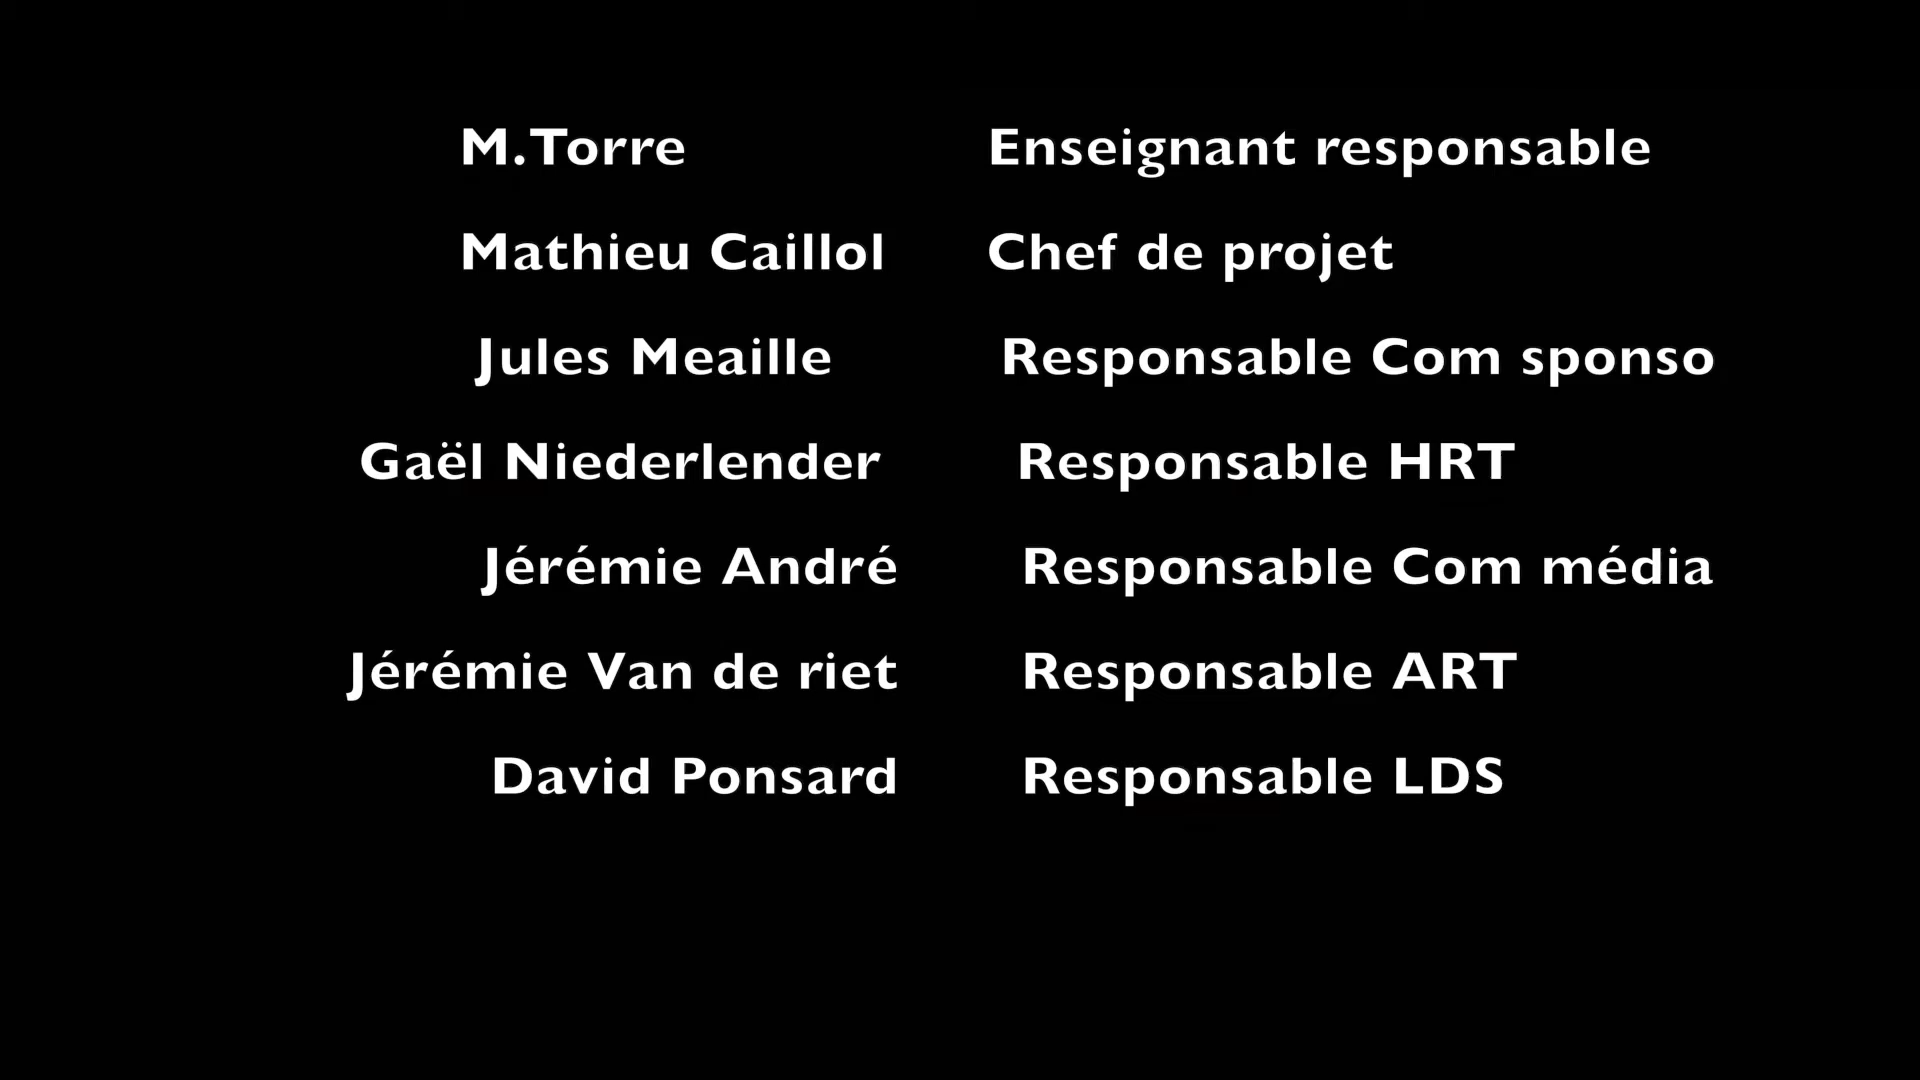 M.Torre Enseignant responsable
Mathieu Caillol Chef de projet
Jules Meaille Responsable Com sponso
Gaël Niederlender Responsable HRT
Jérémie André Responsable Com média
Jérémie Van de riet Responsable ART
David Ponsard Responsable LDS